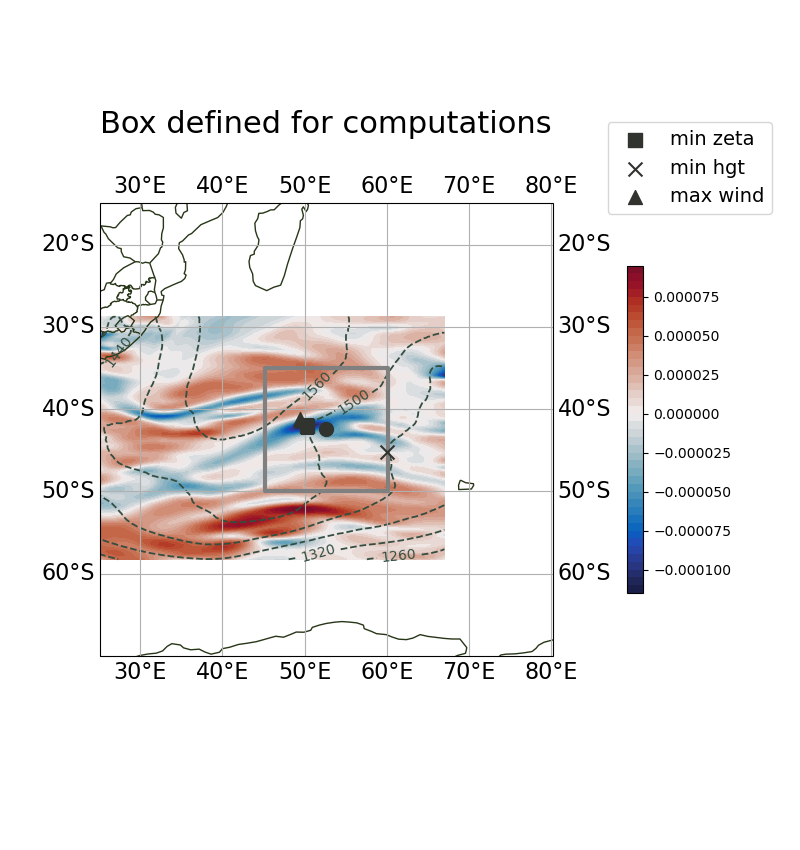 Box defined for computations
min zeta
min hgt
max wind
30°E 40°E 50°E 60°E 70°E 80°E
20°S 20°S
30°S 30°S
40°S 40°S
50°S 50°S
60°S 60°S
30°E 40°E 50°E 60°E 70°E 80°E
1440
1560
1500
1320
1260
0.000075
0.000050
0.000025
0.000000
−0.000025
−0.000050
−0.000075
−0.000100